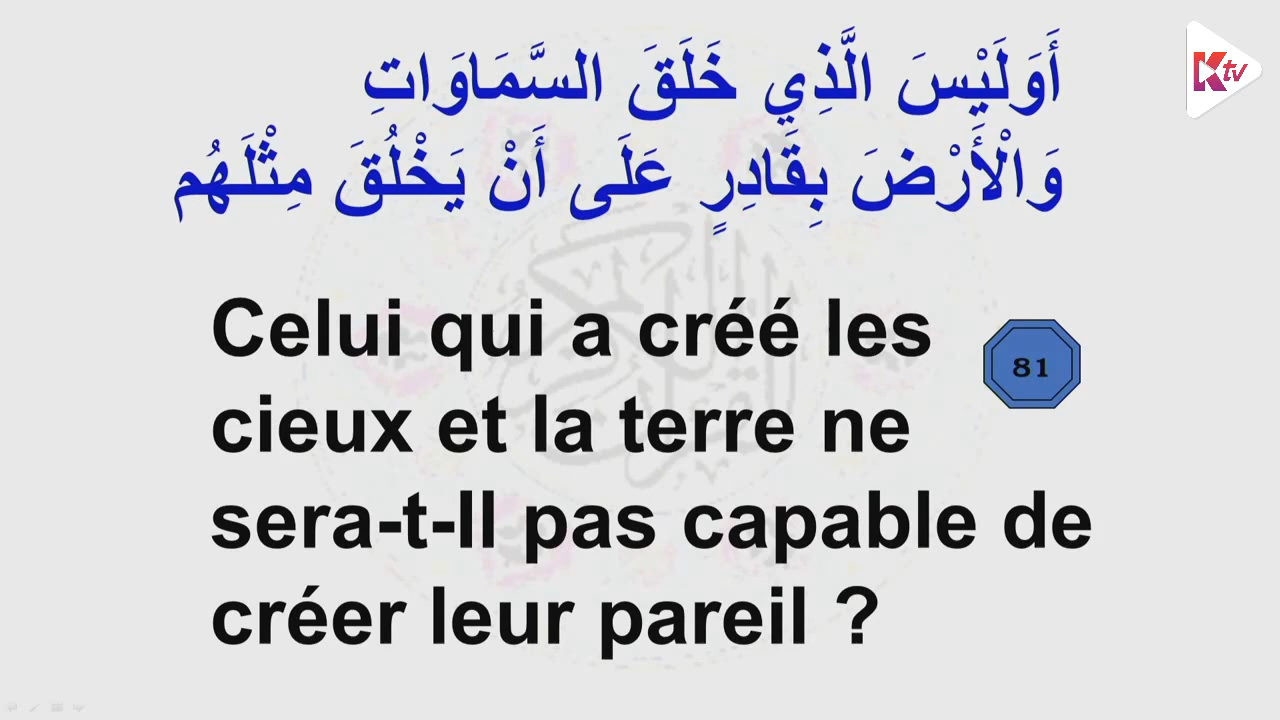 K tv
أَوَلَيْسَ الَّذِي خَلَقَ السَّمَاوَاتِ
وَالْأَرْضَ بِقَادِرٍ عَلَى أَنْ يَخْلُقَ مِثْلَهُم
Celui qui a créé les
cieux et la terre ne
sera-t-Il pas capable de
créer leur pareil ?
81